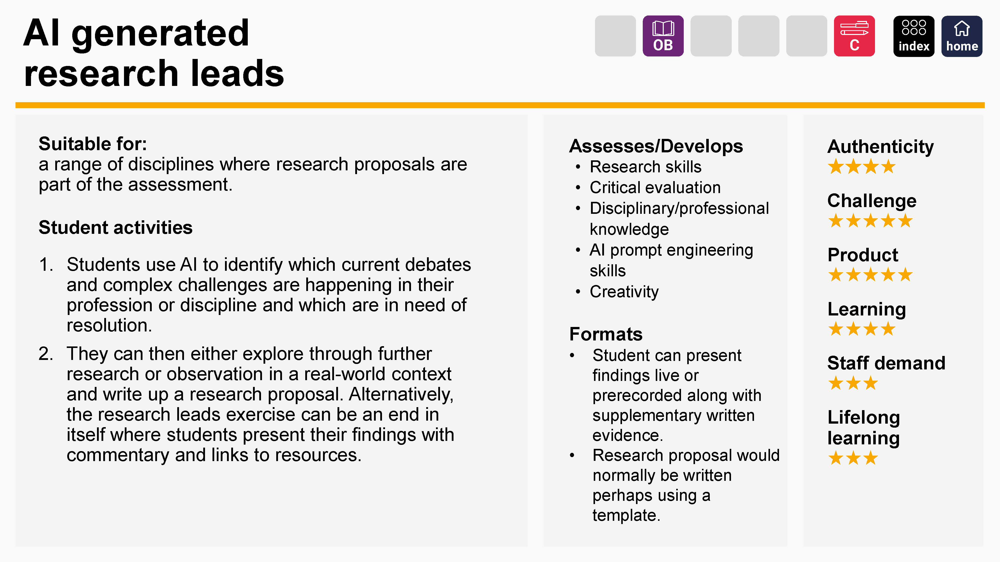 AI generated
research leads
OB
C
index
home
Suitable for:
a range of disciplines where research proposals are
part of the assessment.
Student activities
1. Students use AI to identify which current debates
and complex challenges are happening in their
profession or discipline and which are in need of
resolution.
2. They can then either explore through further
research or observation in a real-world context
and write up a research proposal. Alternatively,
the research leads exercise can be an end in
itself where students present their findings with
commentary and links to resources.
Assesses/Develops
• Research skills
• Critical evaluation
• Disciplinary/professional
knowledge
• AI prompt engineering
skills
• Creativity
Formats
• Student can present
findings live or
prerecorded along with
supplementary written
evidence.
• Research proposal would
normally be written
perhaps using a
template.
Authenticity
★★★★
Challenge
★★★★★
Product
★★★★★
Learning
★★★★
Staff demand
★★★
Lifelong
learning
★★★